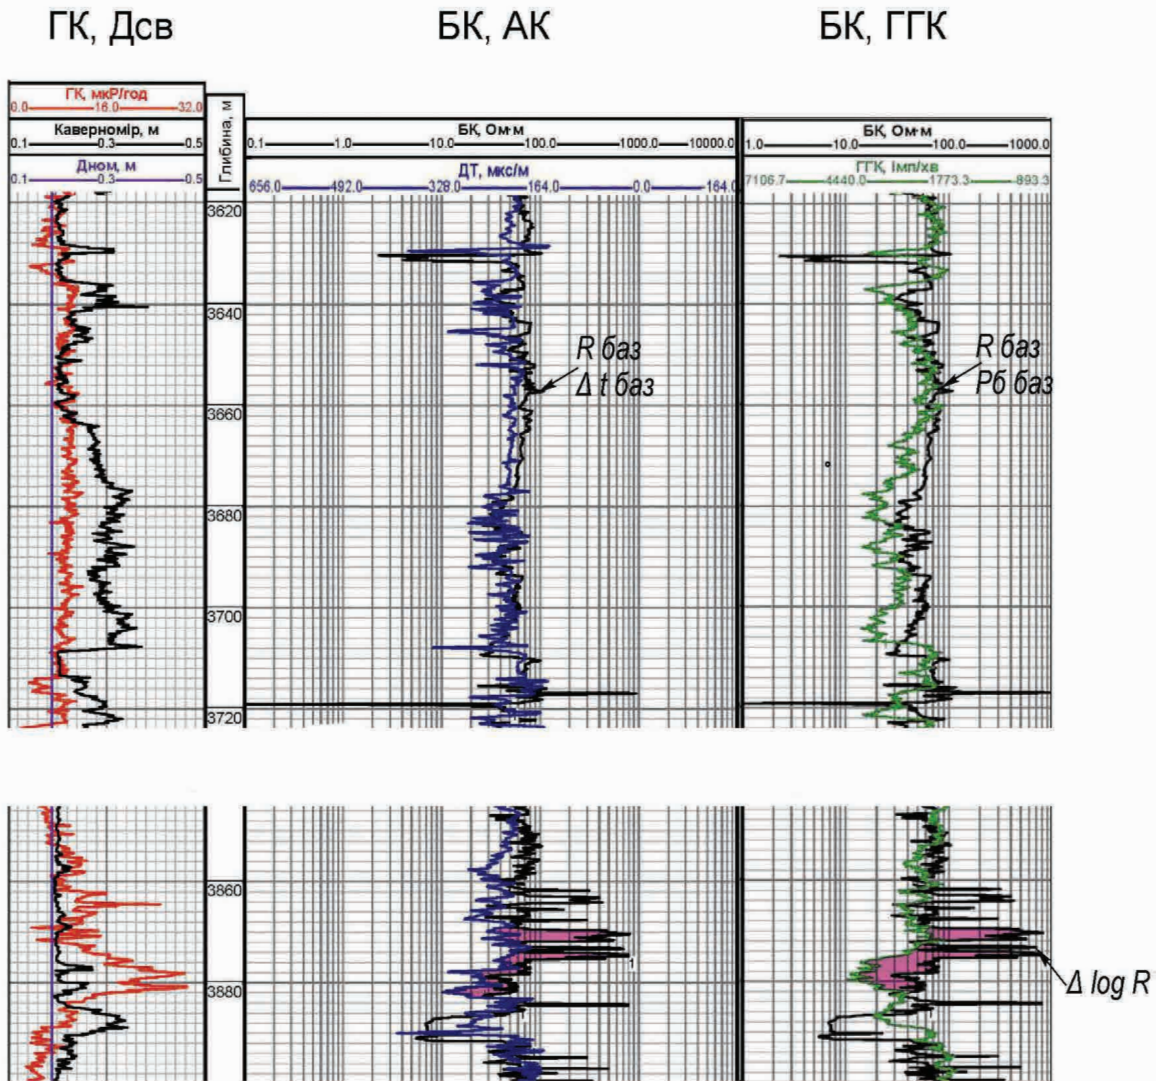 ГК, Дсв
БК, АК
БК, ГГК
ГК, мкР/год
0.0 16.0 32.0
Каверномір, м
0.1 0.3 0.5
Дном, м
0.1 0.3 0.5
Глибина, м
БК, Ом·м
0.1 1.0 10.0 100.0 1000.0 10000.0
ДТ, мкс/м
656.0 492.0 328.0 164.0 0.0 164.0
БК, Ом·м
1.0 10.0 100.0 1000.0
ГГК, Імп/хв
7106.7 4440.0 1773.3 893.3
3620
3640
R баз
Δ t баз
R баз
Рб баз
3660
3680
3700
3720
3860
3880
1
Δ log R